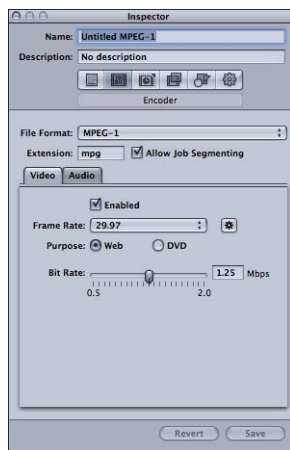 Inspector
Name: Untitled MPEG-1
Description: No description
Encoder
File Format: MPEG-1
Extension: mpg Allow Job Segmenting
Video Audio
Enabled
Frame Rate: 29.97
Purpose: Web DVD
Bit Rate: 1.25 Mbps
0.5 2.0
Revert Save